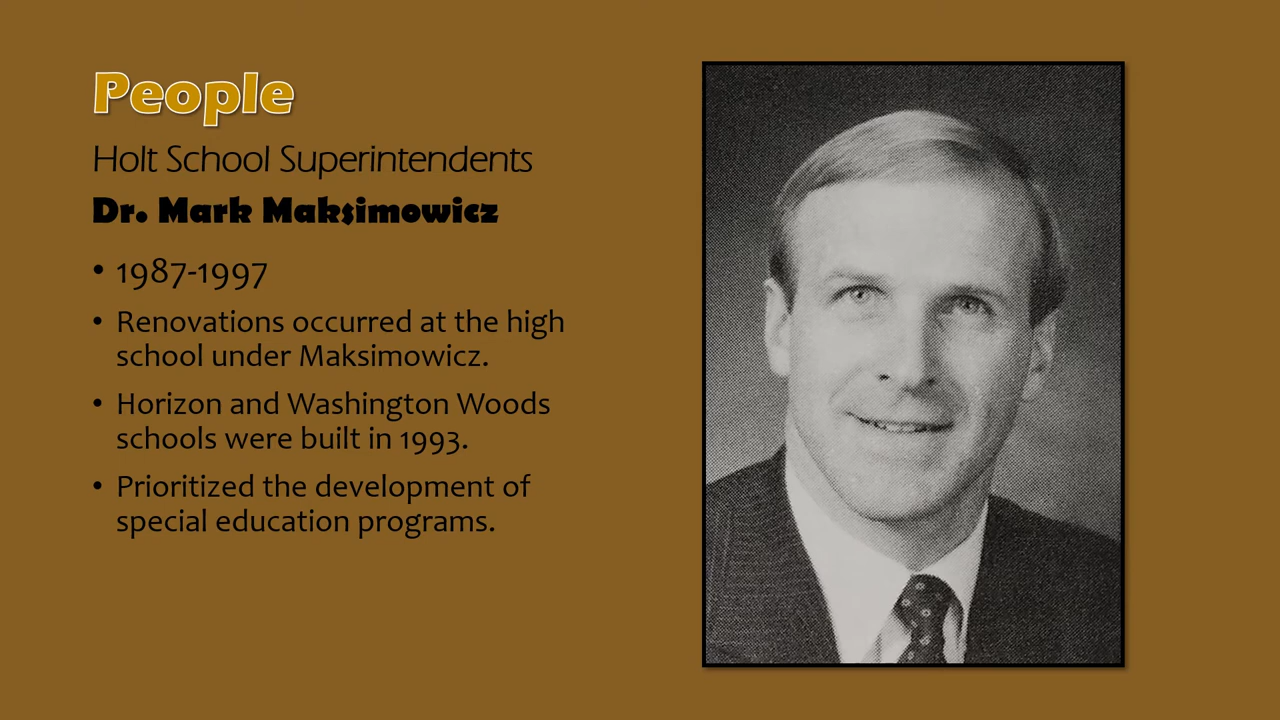 People
Holt School Superintendents
Dr. Mark Maksimowicz
• 1987-1997
• Renovations occurred at the high
school under Maksimowicz.
• Horizon and Washington Woods
schools were built in 1993.
• Prioritized the development of
special education programs.